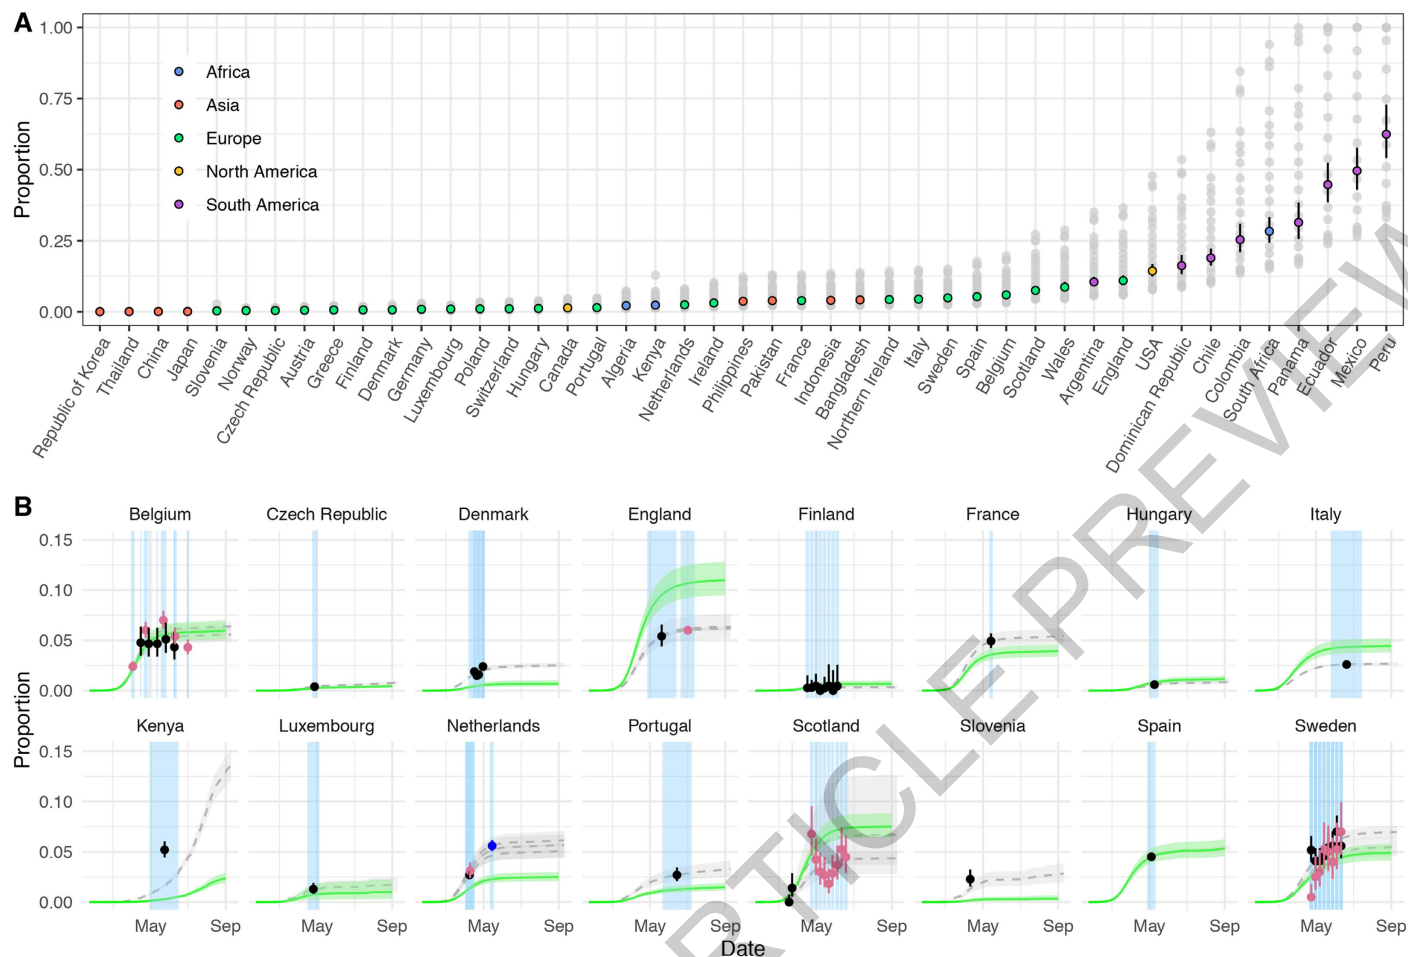 A
1.00
0.75
0.50
0.25
0.00
Proportion
Africa
Asia
Europe
North America
South America
Republic of Korea
Thailand
China
Japan
Slovenia
Norway
Czech Republic
Austria
Greece
Finland
Denmark
Germany
Luxembourg
Poland
Switzerland
Hungary
Canada
Portugal
Algeria
Kenya
Netherlands
Ireland
Philippines
Pakistan
France
Indonesia
Bangladesh
Northern Ireland
Italy
Sweden
Spain
Belgium
Scotland
Wales
Argentina
England
USA
Dominican Republic
Chile
Colombia
South Africa
Panama
Ecuador
Mexico
Peru
B
Belgium Czech Republic Denmark England Finland France Hungary Italy
0.15
0.10
0.05
0.00
Proportion
Kenya Luxembourg Netherlands Portugal Scotland Slovenia Spain Sweden
0.15
0.10
0.05
0.00
May Sep May Sep May Sep May Sep May Sep May Sep May Sep May Sep
Date
RTICLE PREVIEW